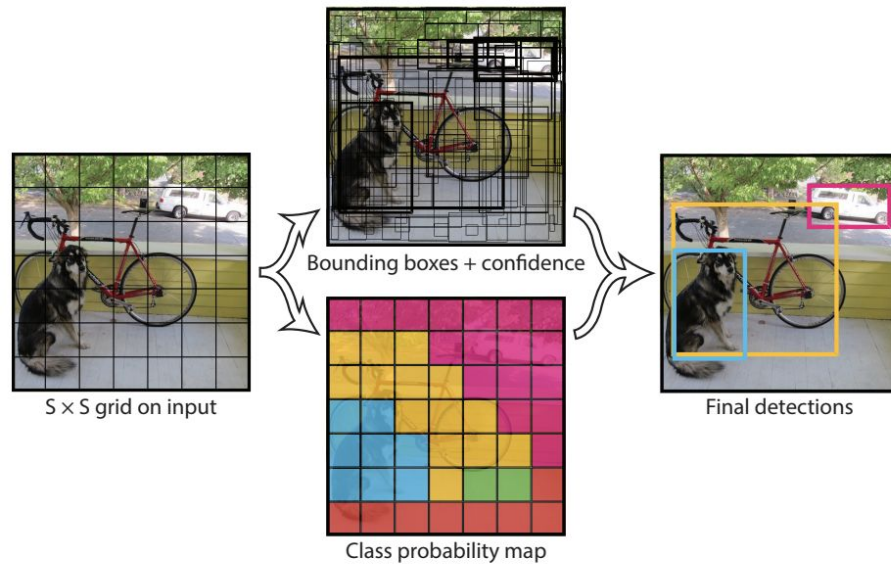 Bounding boxes + confidence
S × S grid on input
Final detections
Class probability map